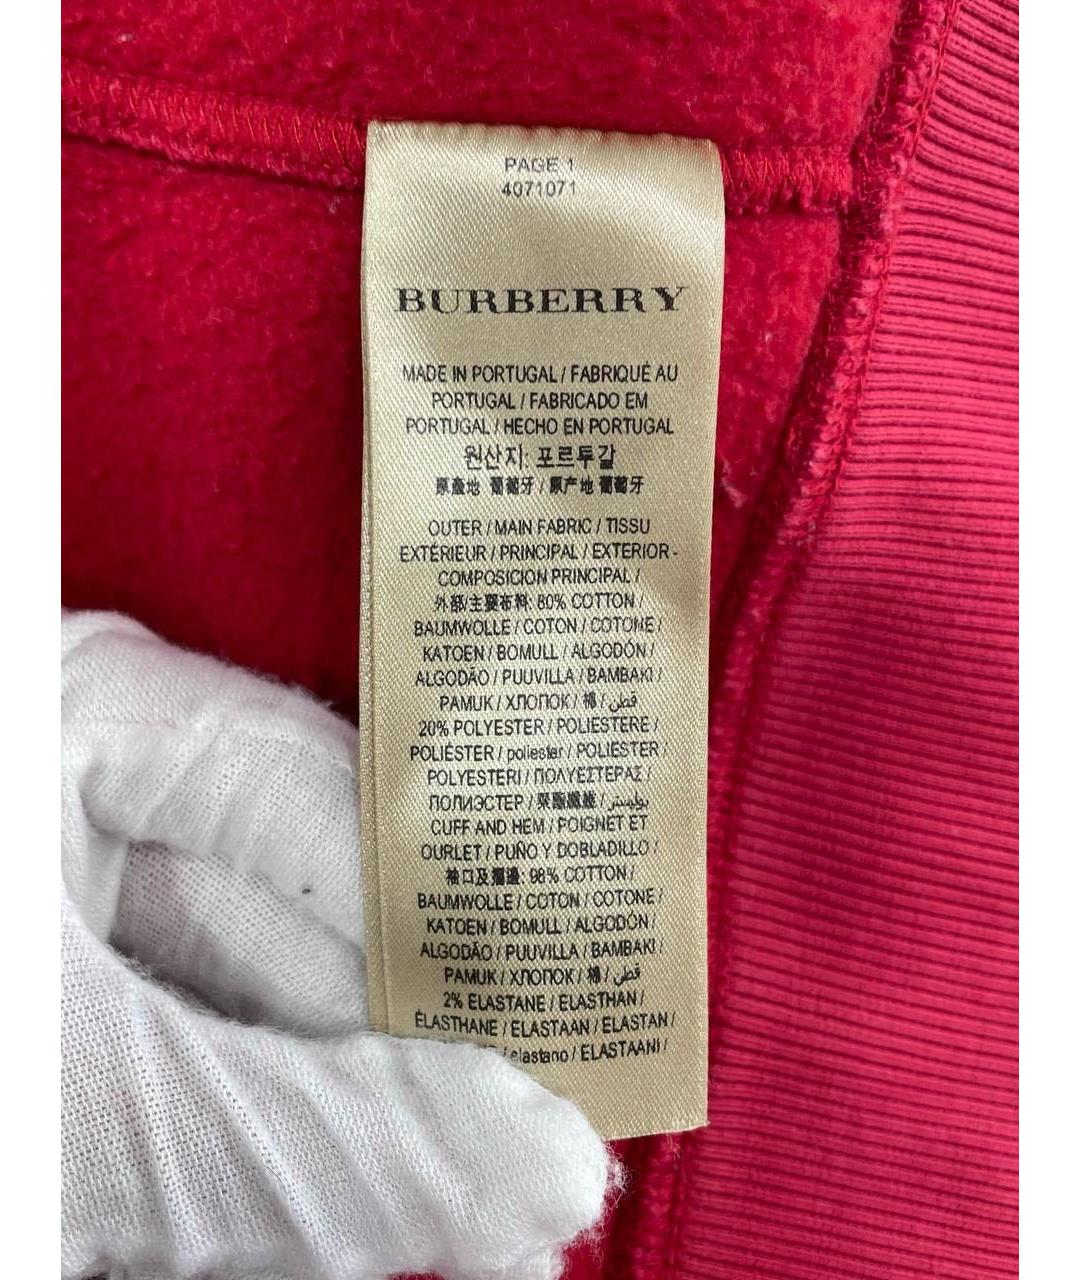 PAGE 1
4071071
BURBERRY
MADE IN PORTUGAL / FABRIQUÉ AU
PORTUGAL / FABRICADO EM
PORTUGAL / HECHO EN PORTUGAL
원산지: 포르투갈
原產地 葡萄牙 / 原产地 葡萄牙
OUTER / MAIN FABRIC / TISSU
EXTÉRIEUR / PRINCIPAL / EXTERIOR -
COMPOSICION PRINCIPAL /
外部/主要布料: 80% COTTON /
BAUMWOLLE / COTON / COTONE /
KATOEN / BOMULL / ALGODÓN /
ALGODÃO / PUUVILLA / BAMBAKI /
PAMUK / ХЛОПОК / 棉 / قطن
20% POLYESTER / POLIESTERE /
POLIÉSTER / poliester / POLIESTER /
POLYESTERI / ΠΟΛΥΕΣΤΕΡΑΣ /
ПОЛИЭСТЕР / 聚酯纖維 / بوليستر
CUFF AND HEM / POIGNET ET
OURLET / PUÑO Y DOBLADILLO /
袖口及摺邊: 98% COTTON /
BAUMWOLLE / COTON / COTONE /
KATOEN / BOMULL / ALGODÓN /
ALGODÃO / PUUVILLA / BAMBAKI /
PAMUK / ХЛОПОК / 棉 / قطن
2% ELASTANE / ELASTHAN /
ÉLASTHANE / ELASTAAN / ELASTAN /
/ elastano / ELASTAANI /